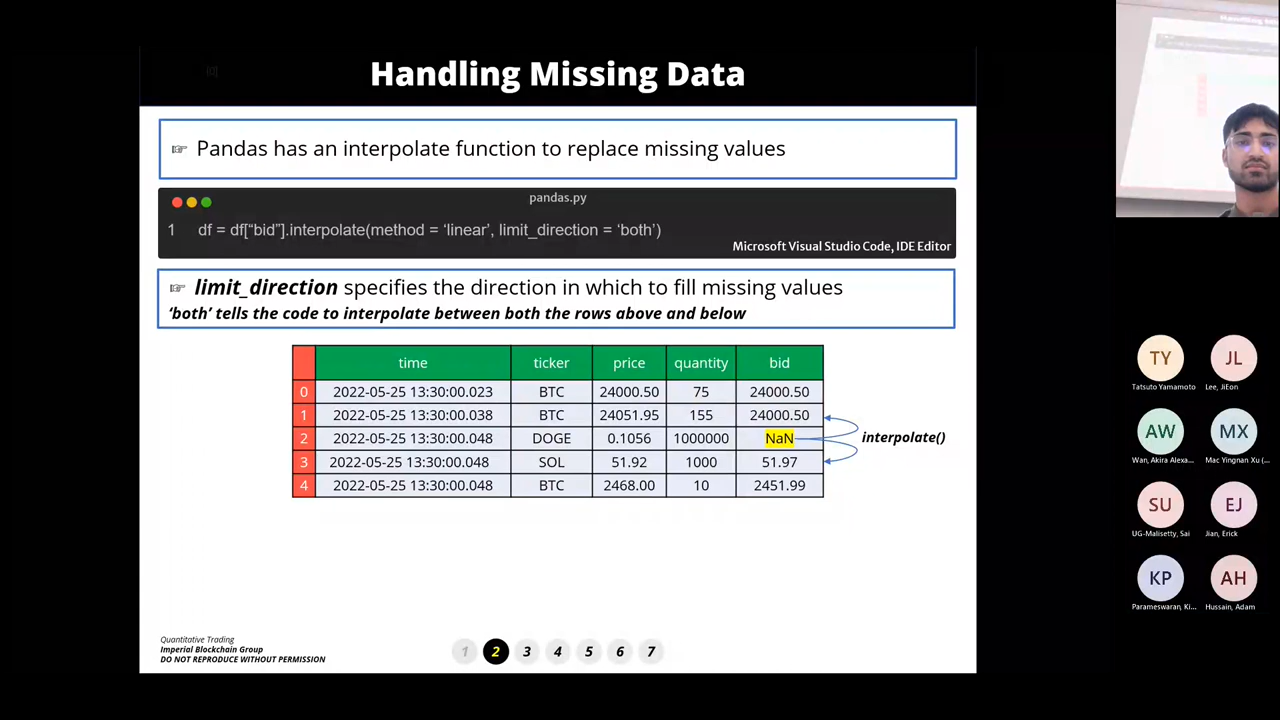 Handling Missing Data
☞ Pandas has an interpolate function to replace missing values
pandas.py
1 df = df["bid"].interpolate(method = 'linear', limit_direction = 'both')
Microsoft Visual Studio Code, IDE Editor
☞ limit_direction specifies the direction in which to fill missing values
'both' tells the code to interpolate between both the rows above and below
time ticker price quantity bid
0 2022-05-25 13:30:00.023 BTC 24000.50 75 24000.50
1 2022-05-25 13:30:00.038 BTC 24051.95 155 24000.50
2 2022-05-25 13:30:00.048 DOGE 0.1056 1000000 NaN
interpolate()
3 2022-05-25 13:30:00.048 SOL 51.92 1000 51.97
4 2022-05-25 13:30:00.048 BTC 2468.00 10 2451.99
Quantitative Trading
Imperial Blockchain Group
DO NOT REPRODUCE WITHOUT PERMISSION
1 2 3 4 5 6 7
TY JL
Tatsuto Yamamoto Lee, JiEon
AW MX
Wan, Akira Alexa... Mac Yingnan Xu (...
SU EJ
UG-Malisetty, Sai Jian, Erick
KP AH
Parameswaran, Ki... Hussain, Adam